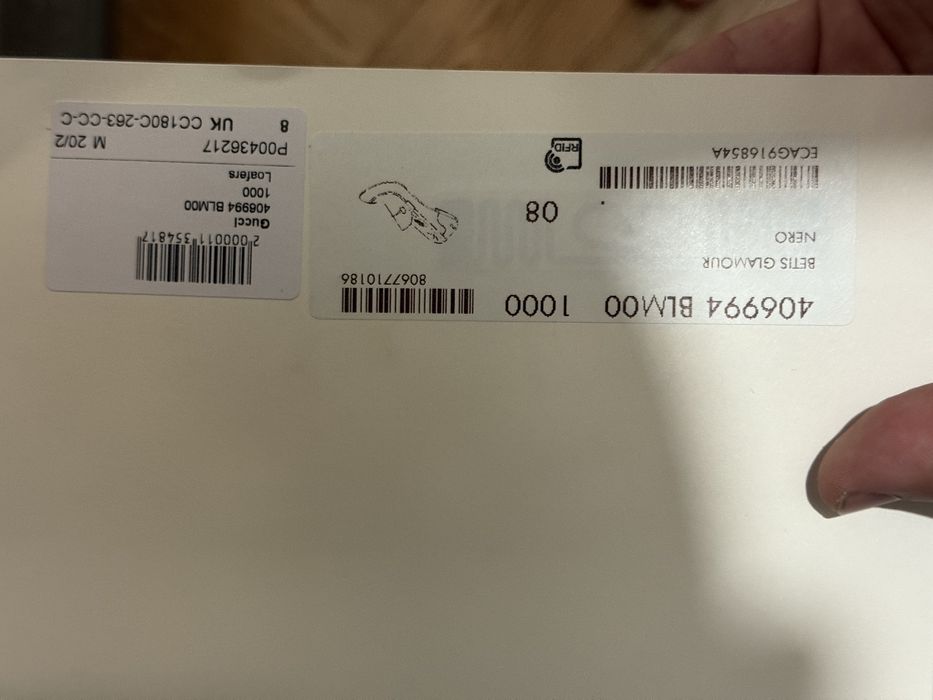 406994 BLM00 1000
8067710186
BETIS GLAMOUR
NERO
08
ECAG916854A
RFID
2 000011 354817
Gucci
406994 BLM00
1000
Loafers
P00436217 M 20/2
8 UK CC180C-263-CC-C